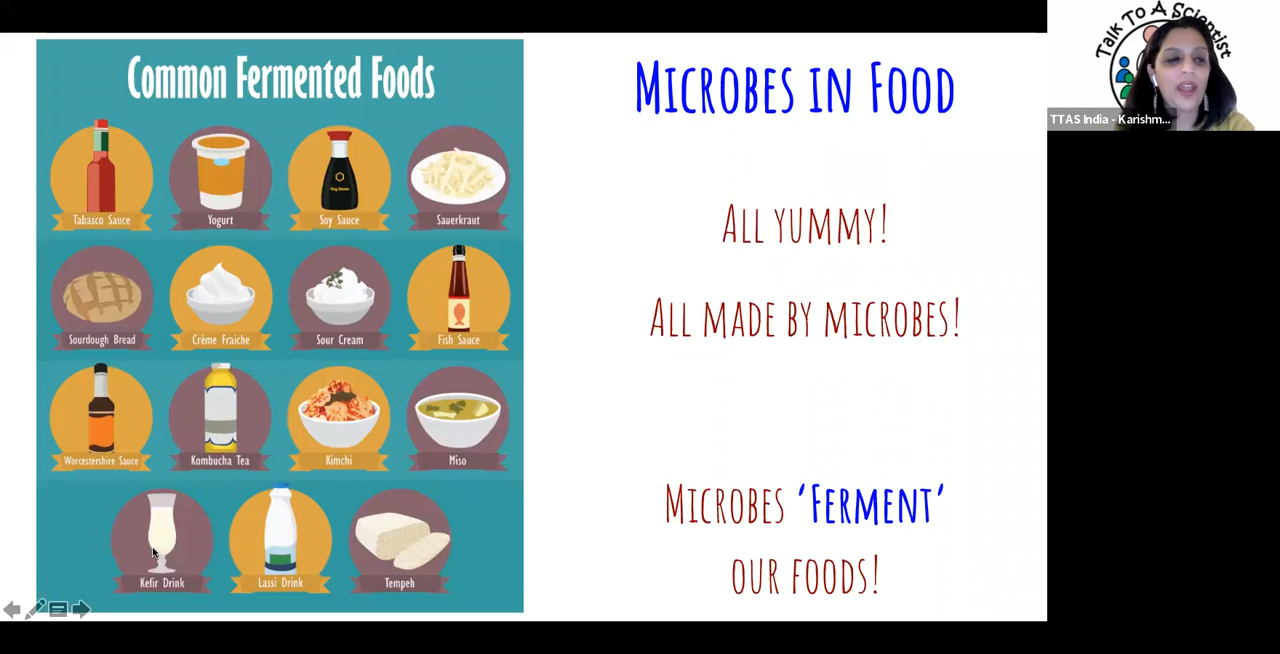 Common Fermented Foods
Tabasco Sauce
Yogurt
Soy Sauce
Sauerkraut
Sourdough Bread
Crème Fraiche
Sour Cream
Fish Sauce
Worcestershire Sauce
Kombucha Tea
Kimchi
Miso
Kefir Drink
Lassi Drink
Tempeh
MICROBES IN FOOD
ALL YUMMY!
ALL MADE BY MICROBES!
MICROBES ‘FERMENT’
OUR FOODS!
Talk To A Scientist
TTAS India - Karishm...